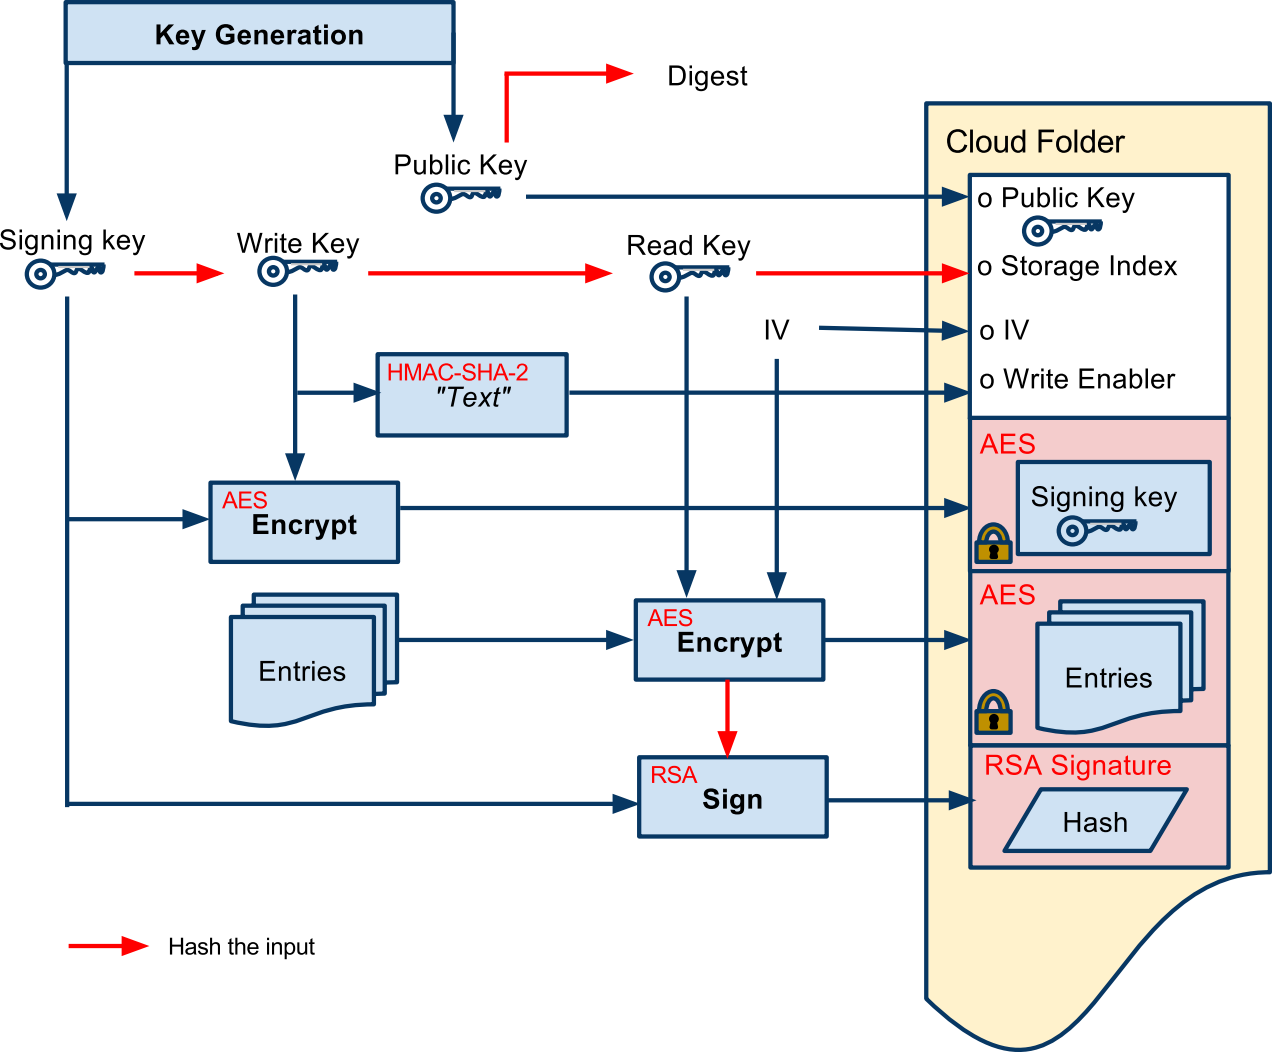 Key Generation
Digest
Cloud Folder
Public Key
o Public Key
Signing key
Write Key
Read Key
o Storage Index
IV
o IV
HMAC-SHA-2
"Text"
o Write Enabler
AES
Signing key
AES
Encrypt
AES
Entries
AES
Encrypt
Entries
RSA Signature
Hash
RSA
Sign
Hash the input